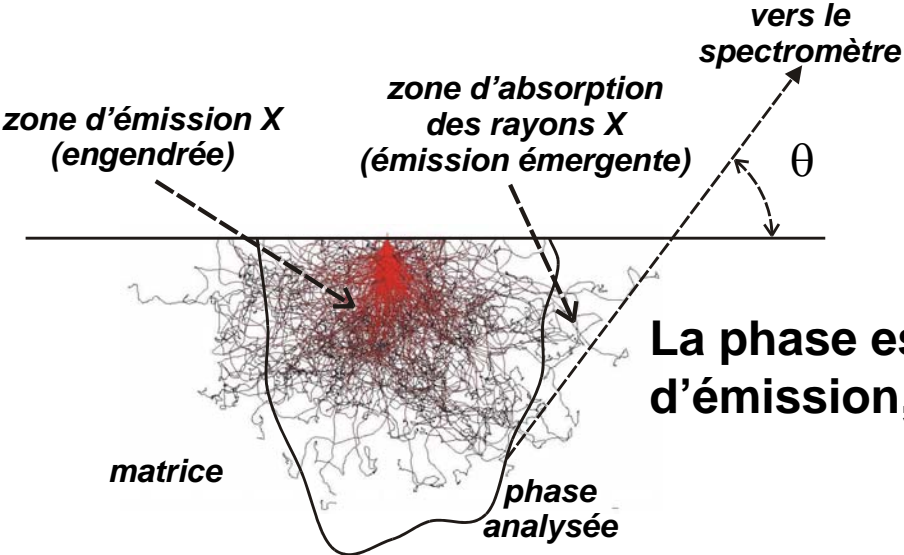 vers le
spectromètre
zone d'absorption
des rayons X
(émission émergente)
zone d'émission X
(engendrée)
θ
La phase es
d'émission,
matrice
phase
analysée